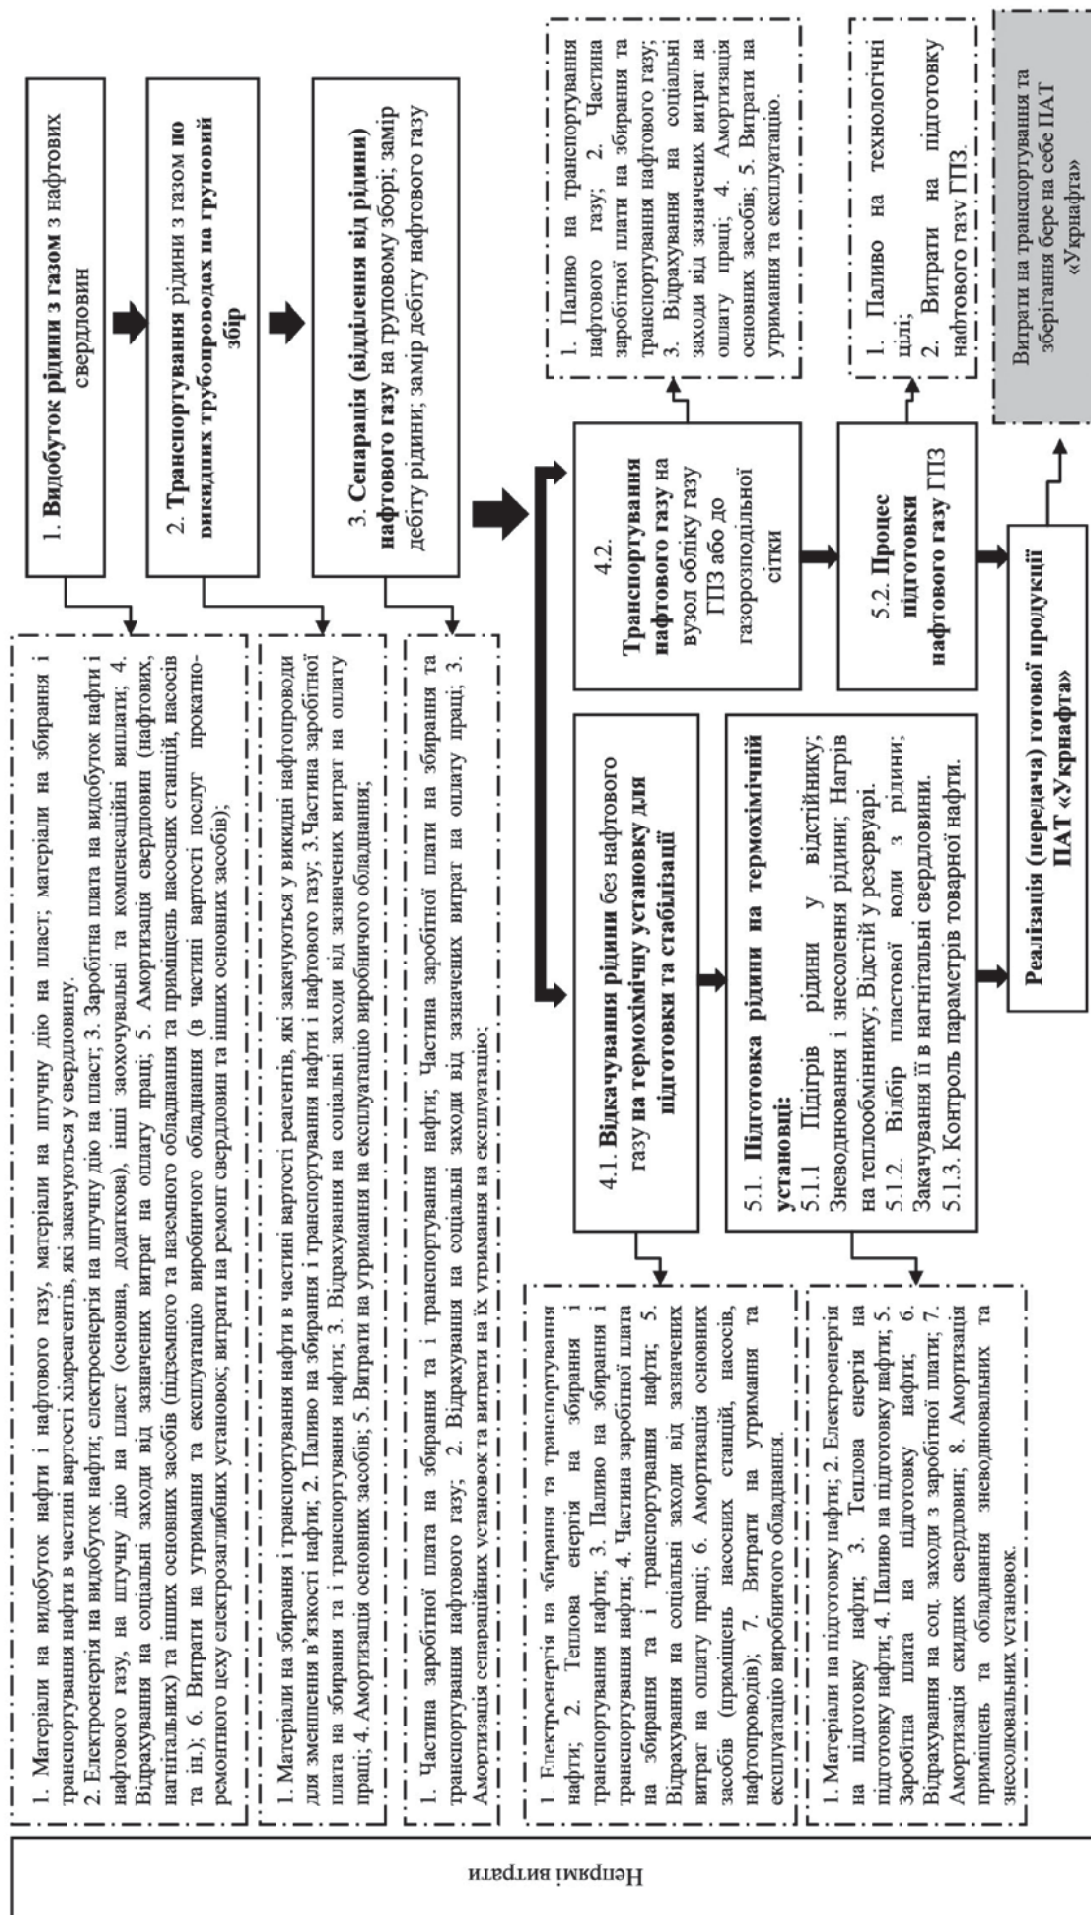 1. Видобуток рідини з газом з нафтових
свердловин
2. Транспортування рідини з газом по
викидних трубопроводах на груповий
збір
3. Сепарація (відділення від рідини)
нафтового газу на груповому зборі; замір
дебіту рідини; замір дебіту нафтового газу
1. Матеріали на видобуток нафти і нафтового газу, матеріали на штучну дію на пласт; матеріали на збирання і
транспортування нафти в частині вартості хімреагентів, які закачуються у свердловину.
2. Електроенергія на видобуток нафти; електроенергія на штучну дію на пласт; 3. Заробітна плата на видобуток нафти і
нафтового газу, на штучну дію на пласт (основна, додаткова), інші заохочувальні та компенсаційні виплати; 4.
Відрахування на соціальні заходи від зазначених витрат на оплату праці; 5. Амортизація свердловин (нафтових,
нагнітальних) та інших основних засобів (підземного та наземного обладнання та приміщень насосних станцій, насосів
та ін.); 6. Витрати на утримання та експлуатацію виробничого обладнання (в частині вартості послуг прокатно-
ремонтного цеху електрозаглибних установок, витрати на ремонт свердловин та інших основних засобів);
1. Матеріали на збирання і транспортування нафти в частині вартості реагентів, які закачуються у викидні нафтопроводи
для зменшення в’язкості нафти; 2. Паливо на збирання і транспортування нафти і нафтового газу; 3.Частина заробітної
плата на збирання та і транспортування нафти; 3. Відрахування на соціальні заходи від зазначених витрат на оплату
праці; 4. Амортизація основних засобів; 5. Витрати на утримання на експлуатацію виробничого обладнання;
1. Частина заробітної плата на збирання та і транспортування нафти; Частина заробітної плати на збирання та
транспортування нафтового газу; 2. Відрахування на соціальні заходи від зазначених витрат на оплату праці; 3.
Амортизація сепараційних установок та витрати на їх утримання на експлуатацію;
4.1. Відкачування рідини без нафтового
газу на термохімічну установку для
підготовки та стабілізації
4.2.
Транспортування
нафтового газу на
вузол обліку газу
ГПЗ або до
газорозподільної
сітки
1. Паливо на транспортування
нафтового газу; 2. Частина
заробітної плати на збирання та
транспортування нафтового газу;
3. Відрахування на соціальні
заходи від зазначених витрат на
оплату праці; 4. Амортизація
основних засобів; 5. Витрати на
утримання та експлуатацію.
1. Електроенергія на збирання та транспортування
нафти; 2. Теплова енергія на збирання і
транспортування нафти; 3. Паливо на збирання і
транспортування нафти; 4. Частина заробітної плата
на збирання та і транспортування нафти; 5.
Відрахування на соціальні заходи від зазначених
витрат на оплату праці; 6. Амортизація основних
засобів (приміщень насосних станцій, насосів,
нафтопроводів); 7. Витрати на утримання та
експлуатацію виробничого обладнання.
5.1. Підготовка рідини на термохімічній
установці:
5.1.1 Підігрів рідини у відстійнику;
Зневоднювання і знесолення рідини; Нагрів
на теплообміннику; Відстій у резервуарі.
5.1.2. Відбір пластової води з рідини;
Закачування її в нагнітальні свердловини.
5.1.3. Контроль параметрів товарної нафти.
5.2. Процес
підготовки
нафтового газу ГПЗ
1. Паливо на технологічні
цілі;
2. Витрати на підготовку
нафтового газу ГПЗ.
1. Матеріали на підготовку нафти; 2. Електроенергія
на підготовку нафти; 3. Теплова енергія на
підготовку нафти; 4. Паливо на підготовку нафти; 5.
Заробітна плата на підготовку нафти; 6.
Відрахування на соц. заходи з заробітної плати; 7.
Амортизація скидних свердловин; 8. Амортизація
приміщень та обладнання зневоднювальних та
знесолювальних установок.
Реалізація (передача) готової продукції
ПАТ «Укрнафта»
Витрати на транспортування та
зберігання бере на себе ПАТ
«Укрнафта»
Непрямі витрати